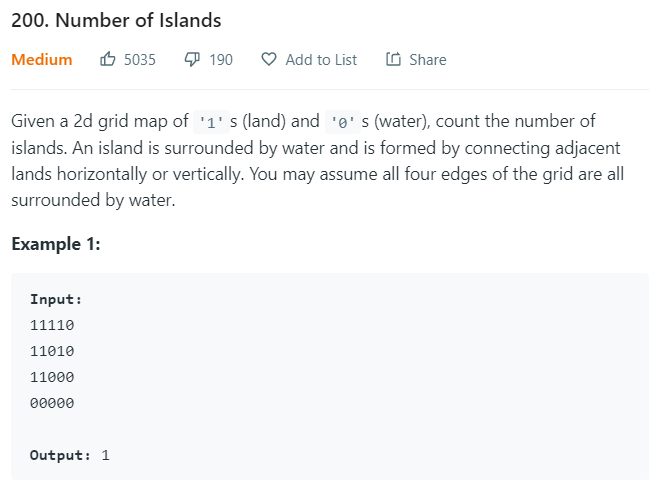 200. Number of Islands
Medium 5035 190 Add to List Share
Given a 2d grid map of '1' s (land) and '0' s (water), count the number of
islands. An island is surrounded by water and is formed by connecting adjacent
lands horizontally or vertically. You may assume all four edges of the grid are all
surrounded by water.
Example 1:
Input:
11110
11010
11000
00000
Output: 1